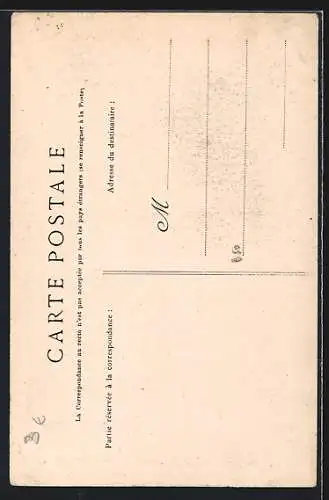 CARTE POSTALE
La Correspondance au recto n'est pas acceptée par tous les pays étrangers (se renseigner à la Poste)
Partie réservée à la correspondance :
Adresse du destinataire :
M